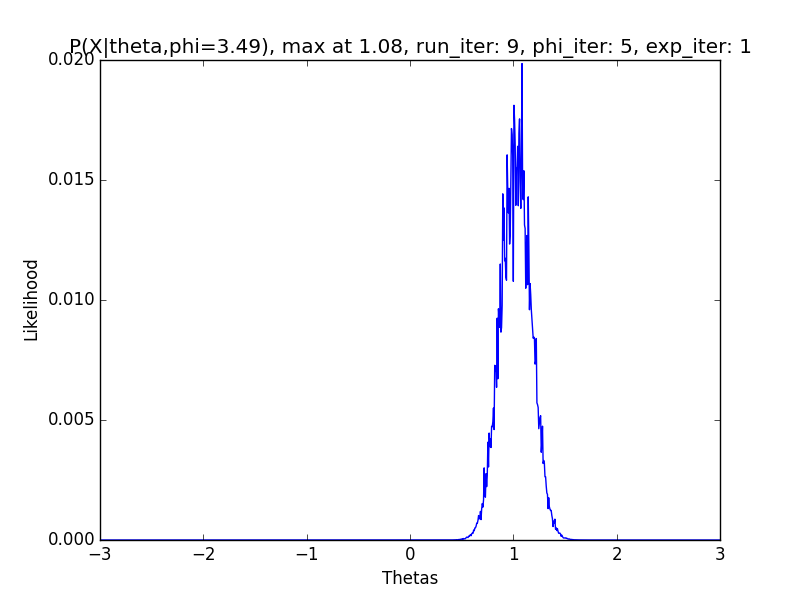 P(X|theta,phi=3.49), max at 1.08, run_iter: 9, phi_iter: 5, exp_iter: 1
0.020
0.015
0.010
0.005
0.000
Likelihood
−3 −2 −1 0 1 2 3
Thetas